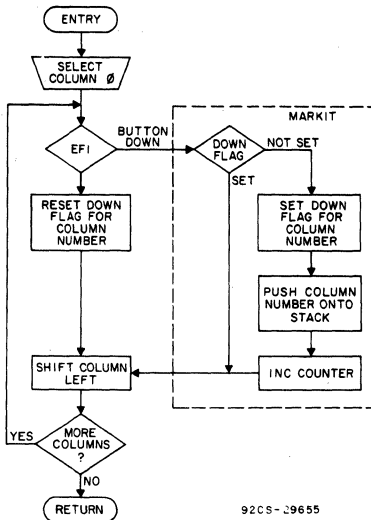 ENTRY
SELECT
COLUMN Ø
MARKIT
EFI
BUTTON
DOWN
DOWN
FLAG
NOT SET
SET
RESET DOWN
FLAG FOR
COLUMN
NUMBER
SET DOWN
FLAG FOR
COLUMN
NUMBER
PUSH COLUMN
NUMBER ONTO
STACK
INC COUNTER
SHIFT COLUMN
LEFT
YES
MORE
COLUMNS
?
NO
RETURN